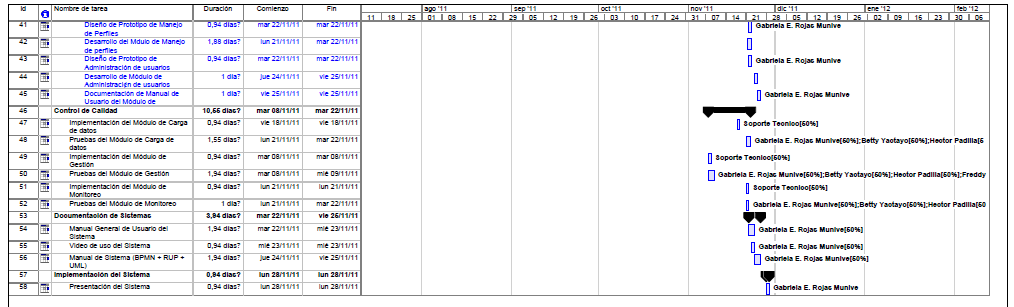 Id Nombre de tarea Duración Comienzo Fin ago '11 sep '11 oct '11 nov '11 dic '11 ene '12 feb '12
11 18 25 01 08 15 22 29 05 12 19 26 03 10 17 24 31 07 14 21 28 05 12 19 26 02 09 16 23 30 06
41 Diseño de Prototipo de Manejo de Perfiles 0,94 días? mar 22/11/11 mar 22/11/11 Gabriela E. Rojas Munive
42 Desarrollo del Módulo de Manejo de perfiles 1,88 días? lun 21/11/11 mar 22/11/11
43 Diseño de Prototipo de Administración de usuarios 0,94 días? mar 22/11/11 mar 22/11/11 Gabriela E. Rojas Munive
44 Desarrollo de Módulo de Administración de usuarios 1 día? jue 24/11/11 vie 25/11/11
45 Documentación de Manual de Usuario del Módulo de 1 día? vie 25/11/11 vie 25/11/11 Gabriela E. Rojas Munive
46 Control de Calidad 10,55 días? mar 08/11/11 mar 22/11/11
47 Implementación del Módulo de Carga de datos 0,94 días? vie 18/11/11 vie 18/11/11 Soporte Tecnico[50%]
48 Pruebas del Módulo de Carga de datos 1,55 días? lun 21/11/11 mar 22/11/11 Gabriela E. Rojas Munive[50%];Betty Yaotayo[50%];Hector Padilla[5
49 Implementación del Módulo de Gestión 0,94 días? mar 08/11/11 mar 08/11/11 Soporte Tecnico[50%]
50 Pruebas del Módulo de Gestión 1,94 días? mar 08/11/11 mié 09/11/11 Gabriela E. Rojas Munive[50%];Betty Yaotayo[50%];Hector Padilla[50%];Freddy
51 Implementación del Módulo de Monitoreo 0,94 días? lun 21/11/11 lun 21/11/11 Soporte Tecnico[50%]
52 Pruebas del Módulo de Monitoreo 1 día? lun 21/11/11 mar 22/11/11 Gabriela E. Rojas Munive[50%];Betty Yaotayo[50%];Hector Padilla[50
53 Documentación de Sistemas 3,94 días? mar 22/11/11 vie 25/11/11
54 Manual General de Usuario del Sistema 1,94 días? mar 22/11/11 mié 23/11/11 Gabriela E. Rojas Munive[50%]
55 Video de uso del Sistema 0,94 días? mié 23/11/11 mié 23/11/11 Gabriela E. Rojas Munive[50%]
56 Manual de Sistema (BPMN + RUP + UML) 1,94 días? jue 24/11/11 vie 25/11/11 Gabriela E. Rojas Munive[50%]
57 Implementación del Sistema 0,94 días? lun 28/11/11 lun 28/11/11
58 Presentación del Sistema 0,94 días? lun 28/11/11 lun 28/11/11 Gabriela E. Rojas Munive